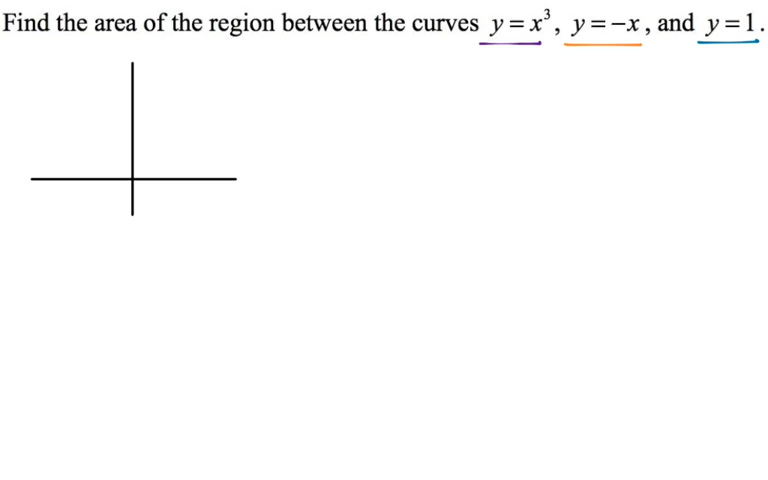 Find the area of the region between the curves y = x³, y = −x, and y = 1.